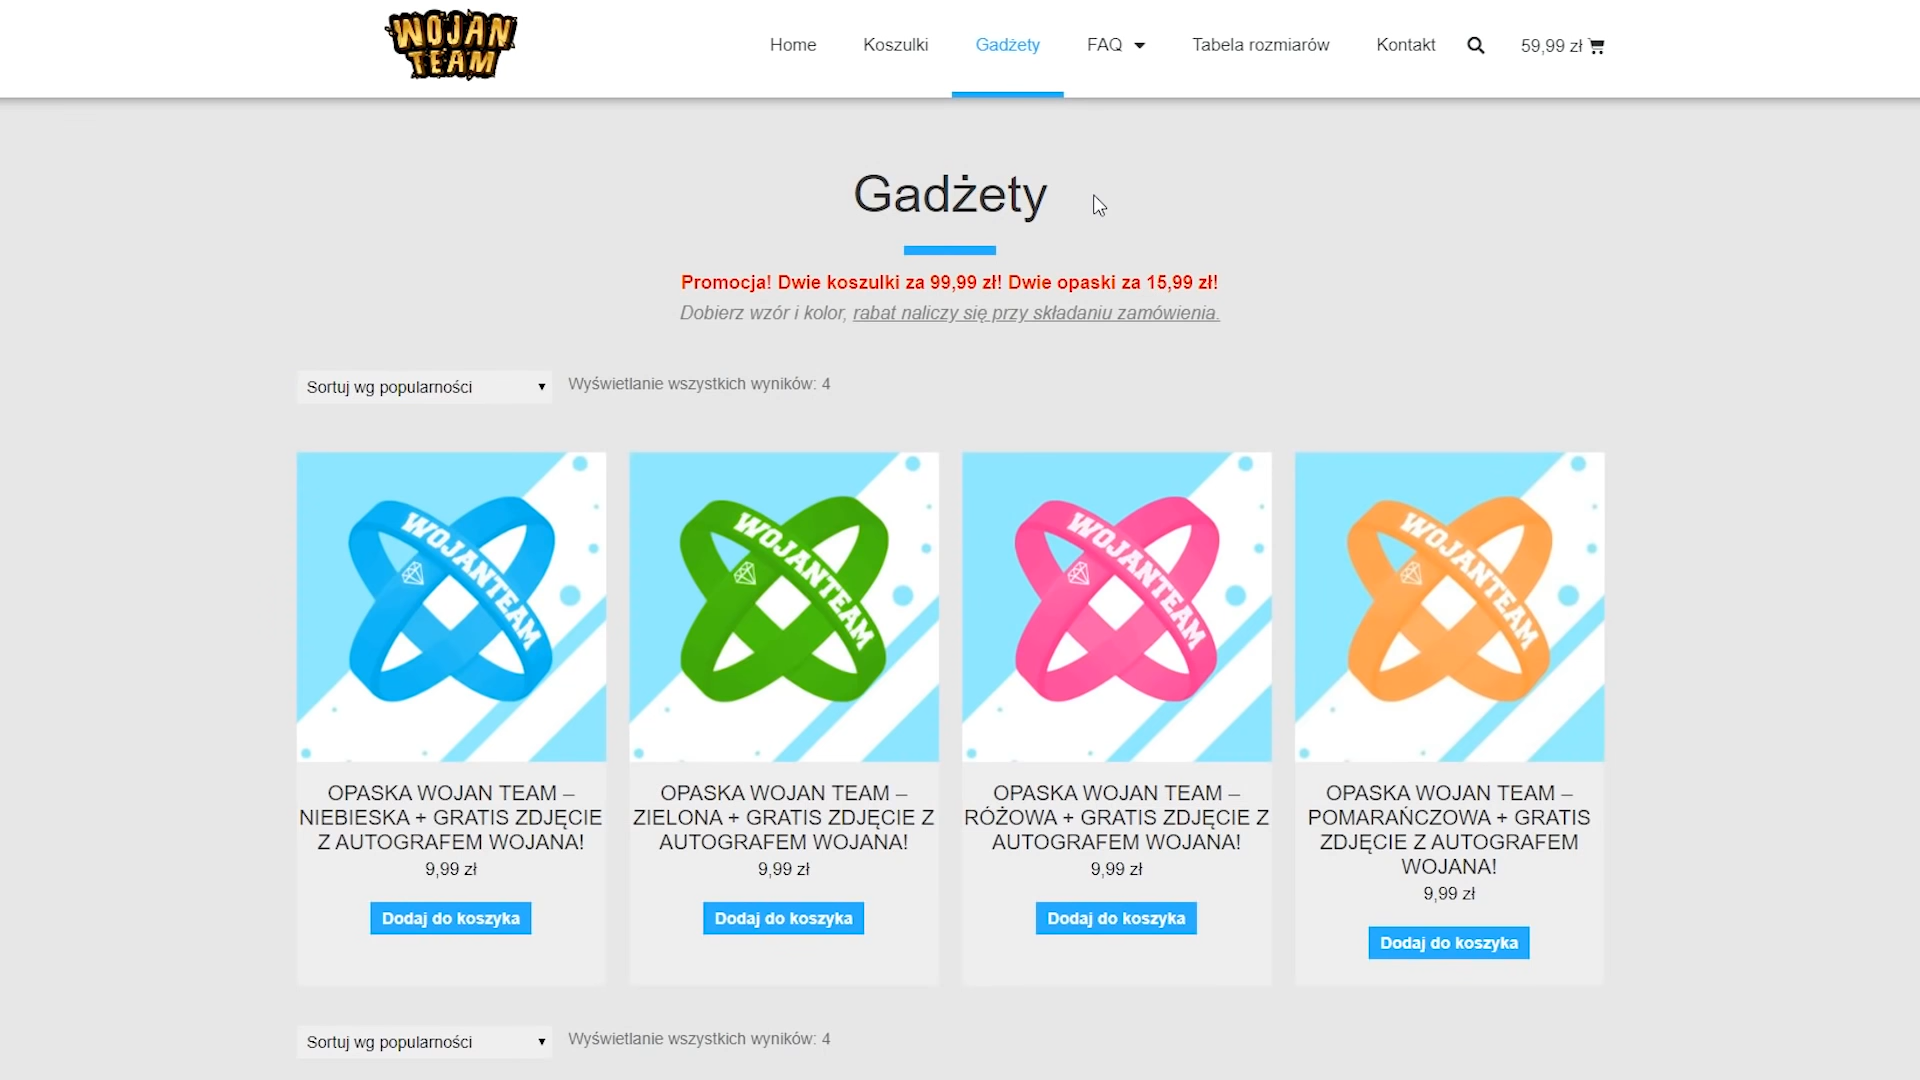 WOJAN
TEAM
Home
Koszulki
Gadżety
FAQ
Tabela rozmiarów
Kontakt
59,99 zł
Gadżety
Promocja! Dwie koszulki za 99,99 zł! Dwie opaski za 15,99 zł!
Dobierz wzór i kolor, rabat naliczy się przy składaniu zamówienia.
Sortuj wg popularności
Wyświetlanie wszystkich wyników: 4
WOJANTEAM
OPASKA WOJAN TEAM –
NIEBIESKA + GRATIS ZDJĘCIE
Z AUTOGRAFEM WOJANA!
9,99 zł
Dodaj do koszyka
WOJANTEAM
OPASKA WOJAN TEAM –
ZIELONA + GRATIS ZDJĘCIE Z
AUTOGRAFEM WOJANA!
9,99 zł
Dodaj do koszyka
WOJANTEAM
OPASKA WOJAN TEAM –
RÓŻOWA + GRATIS ZDJĘCIE Z
AUTOGRAFEM WOJANA!
9,99 zł
Dodaj do koszyka
WOJANTEAM
OPASKA WOJAN TEAM –
POMARAŃCZOWA + GRATIS
ZDJĘCIE Z AUTOGRAFEM
WOJANA!
9,99 zł
Dodaj do koszyka
Sortuj wg popularności
Wyświetlanie wszystkich wyników: 4